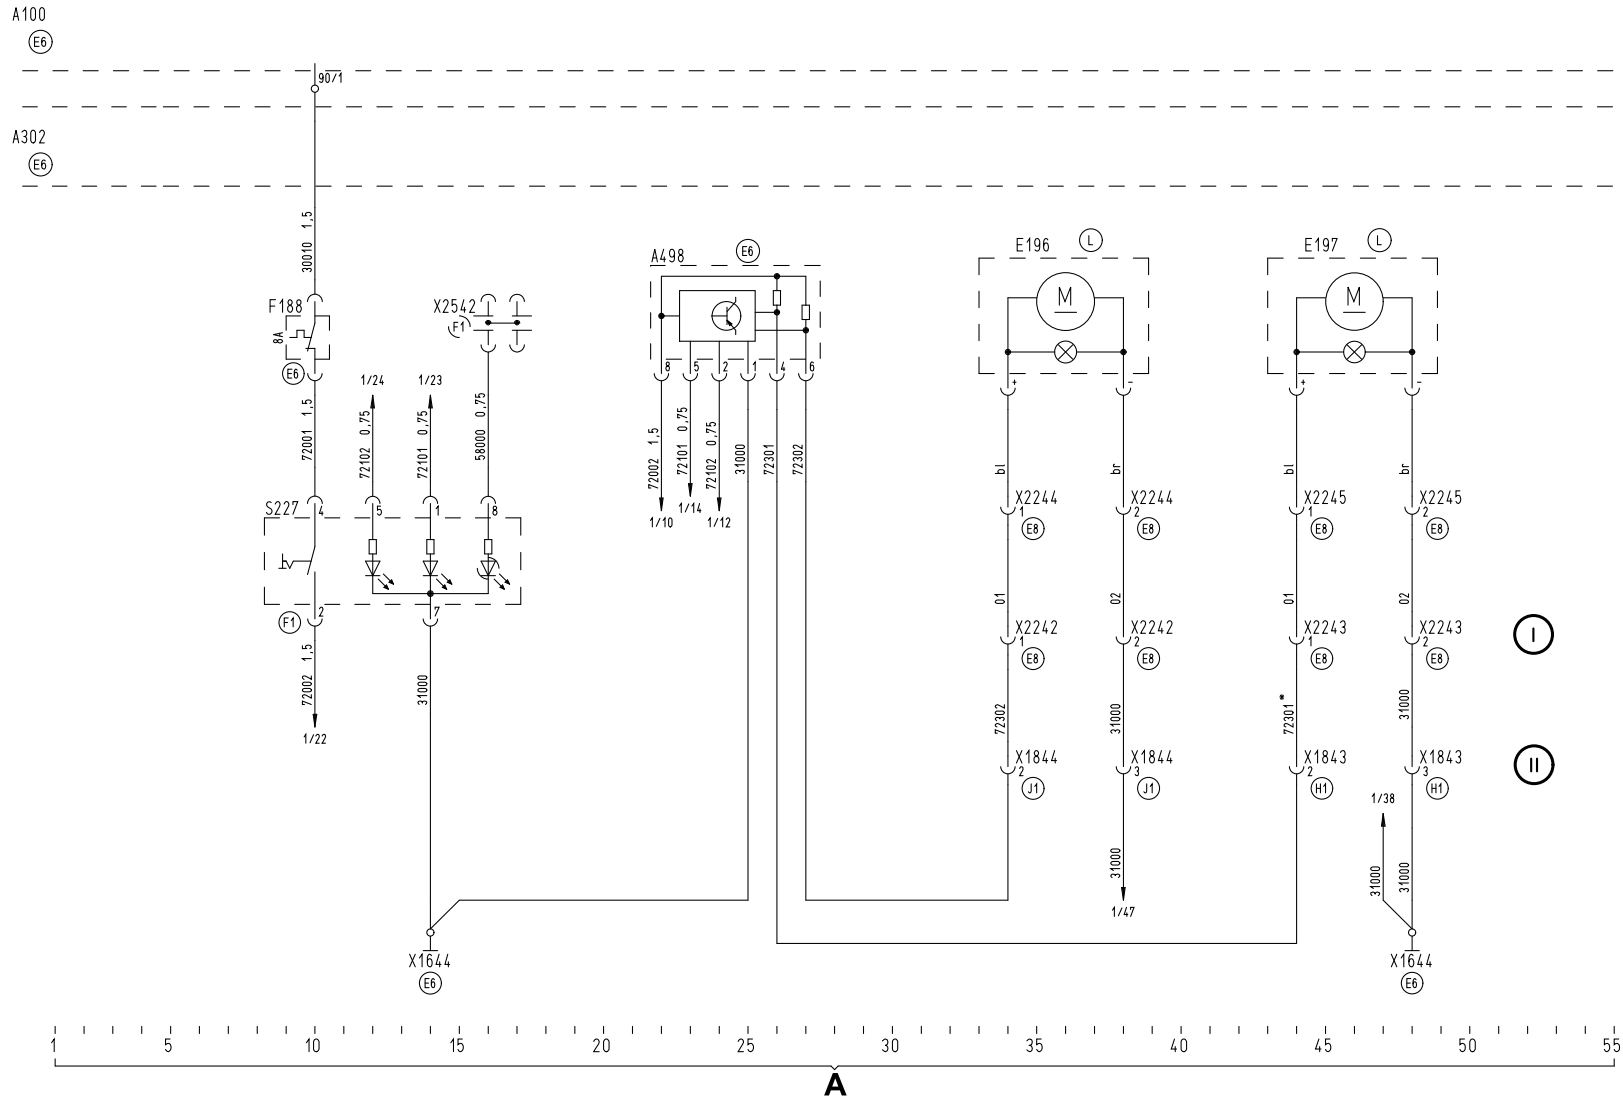 A100
E6
90/1
A302
E6
30010 1,5
F188
8A
E6
X2542
F1
A498
E6
8 5 2 1 4 6
E196
L
M
+ -
E197
L
M
+ -
1/24
1/23
72001 1,5
72102 0,75
72101 0,75
58000 0,75
72002 1,5
72101 0,75
72102 0,75
31000
72301
72302
bl
br
bl
br
S227
4 5 1 8
1/10
1/14
1/12
X2244
1
E8
X2244
2
E8
X2245
1
E8
X2245
2
E8
01
02
01
02
2 7
F1
X2242
1
E8
X2242
2
E8
X2243
1
E8
X2243
2
E8
I
72002 1,5
31000
72302
31000
72301*
31000
1/22
X1844
2
J1
X1844
3
J1
X1843
2
H1
X1843
3
H1
II
1/38
31000
31000
31000
1/47
X1644
E6
X1644
E6
1 5 10 15 20 25 30 35 40 45 50 55
A